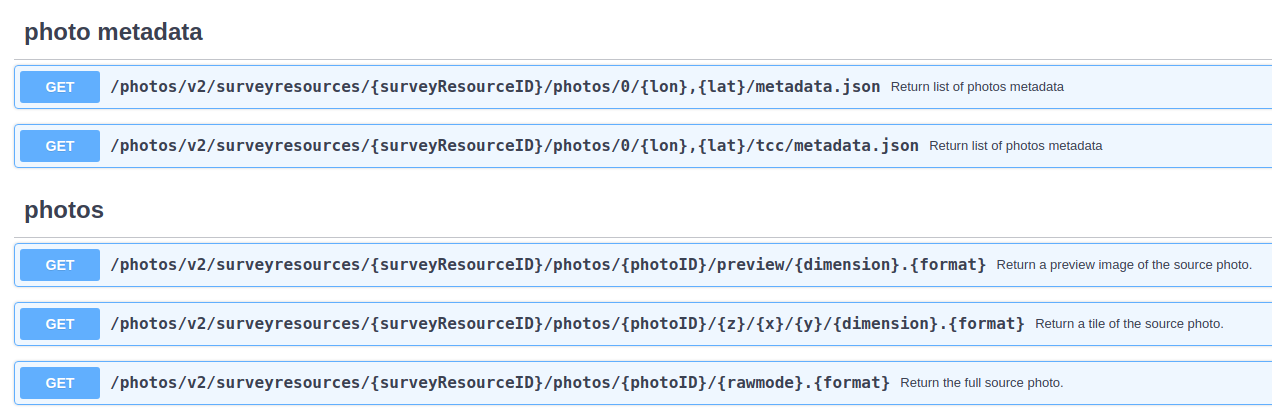 photo metadata
GET /photos/v2/surveyresources/{surveyResourceID}/photos/0/{lon},{lat}/metadata.json Return list of photos metadata
GET /photos/v2/surveyresources/{surveyResourceID}/photos/0/{lon},{lat}/tcc/metadata.json Return list of photos metadata
photos
GET /photos/v2/surveyresources/{surveyResourceID}/photos/{photoID}/preview/{dimension}.{format} Return a preview image of the source photo.
GET /photos/v2/surveyresources/{surveyResourceID}/photos/{photoID}/{z}/{x}/{y}/{dimension}.{format} Return a tile of the source photo.
GET /photos/v2/surveyresources/{surveyResourceID}/photos/{photoID}/{rawmode}.{format} Return the full source photo.